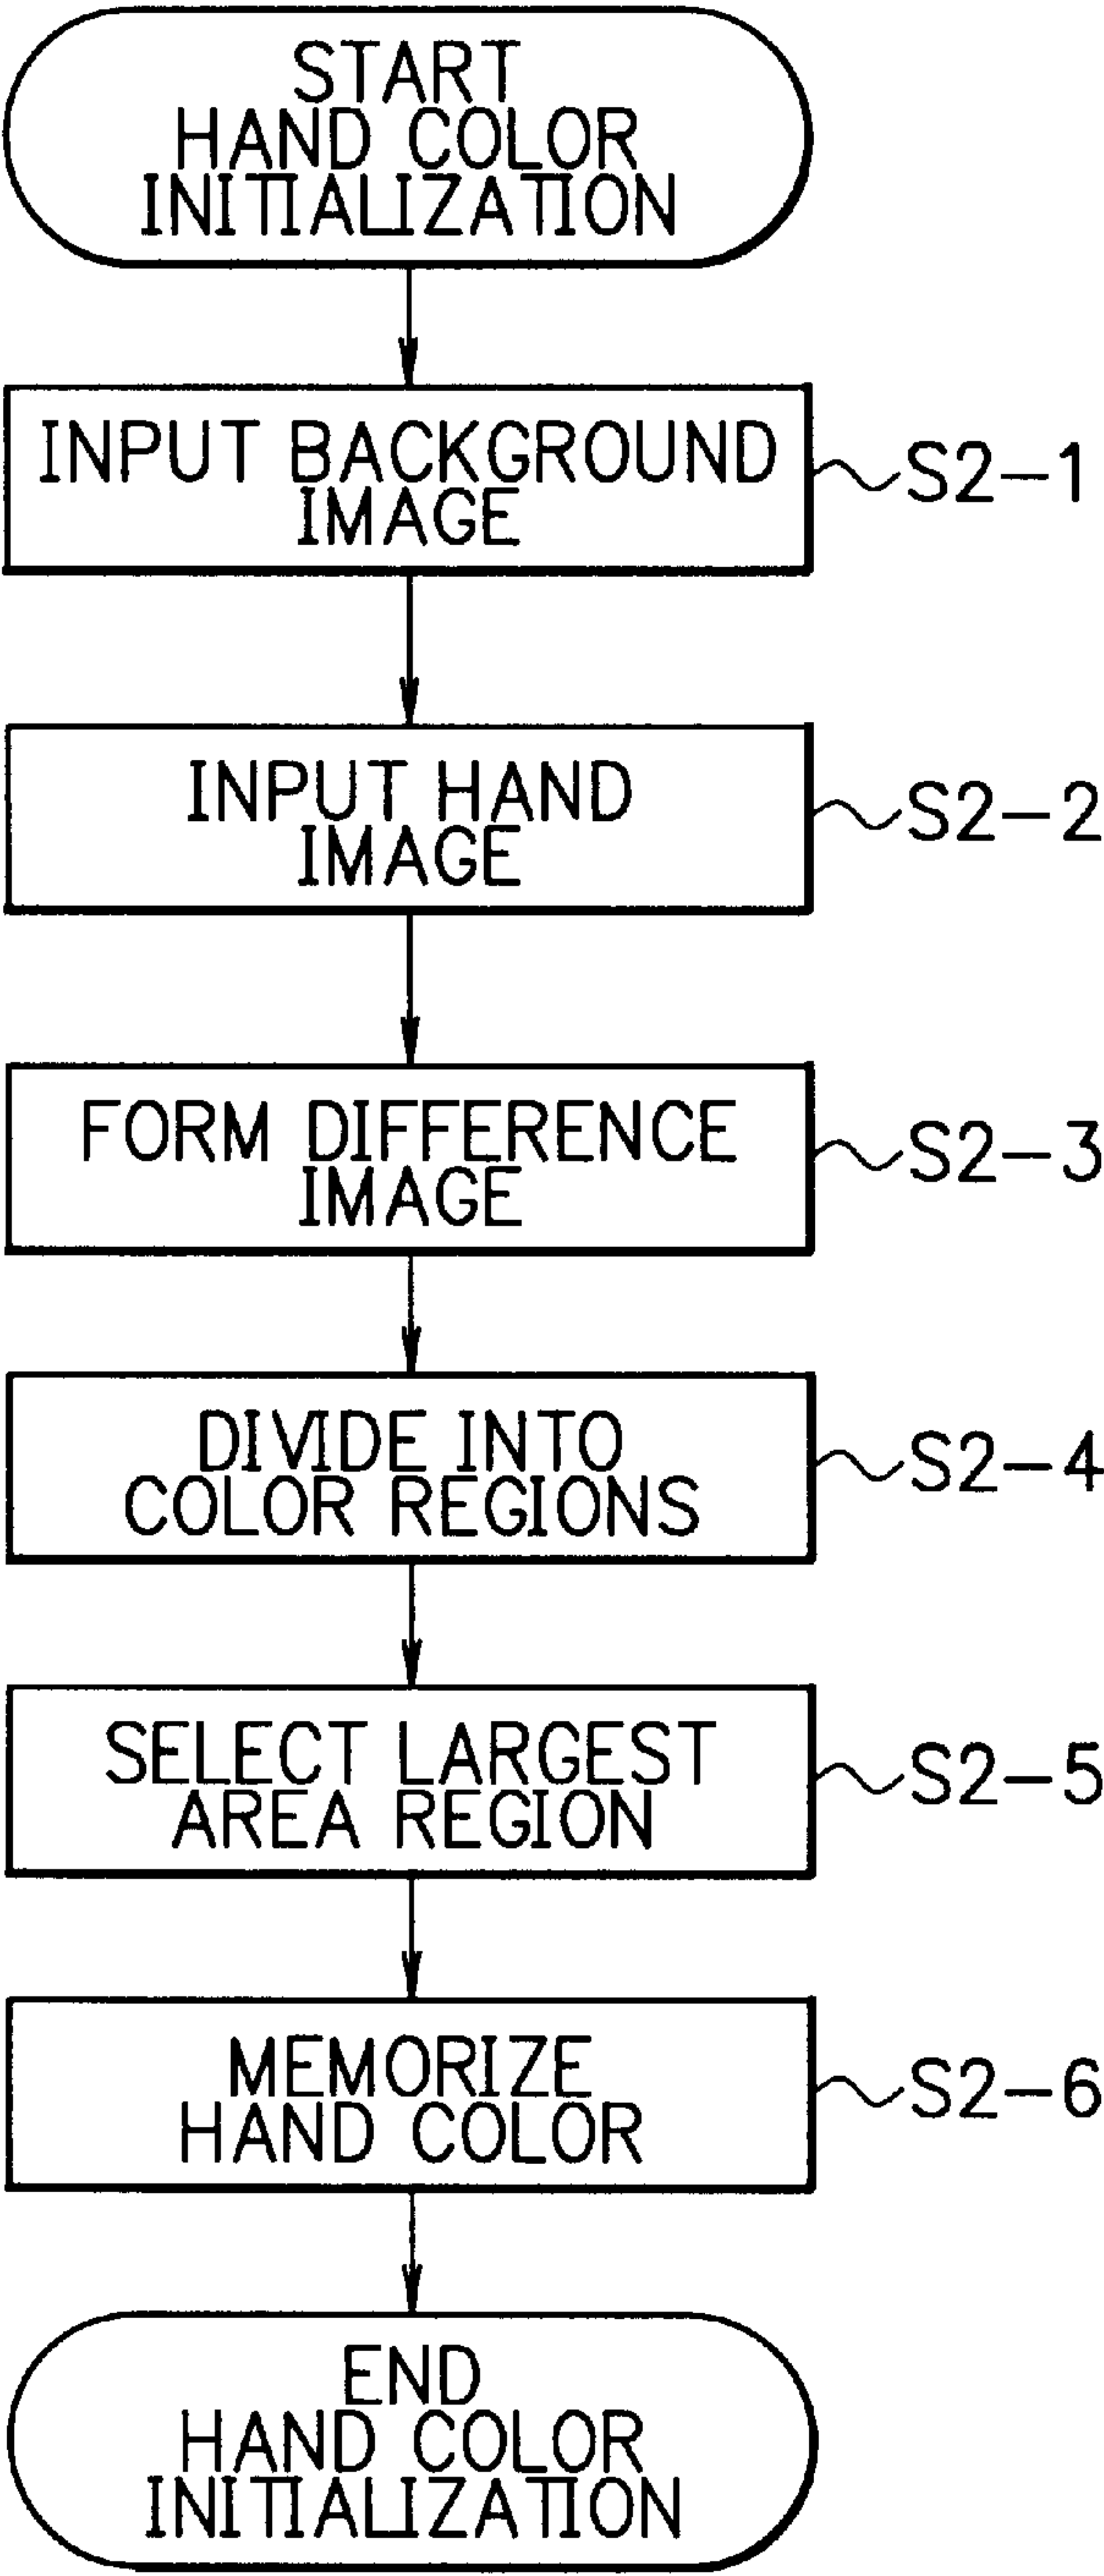 START
HAND COLOR
INITIALIZATION
INPUT BACKGROUND
IMAGE
S2-1
INPUT HAND
IMAGE
S2-2
FORM DIFFERENCE
IMAGE
S2-3
DIVIDE INTO
COLOR REGIONS
S2-4
SELECT LARGEST
AREA REGION
S2-5
MEMORIZE
HAND COLOR
S2-6
END
HAND COLOR
INITIALIZATION